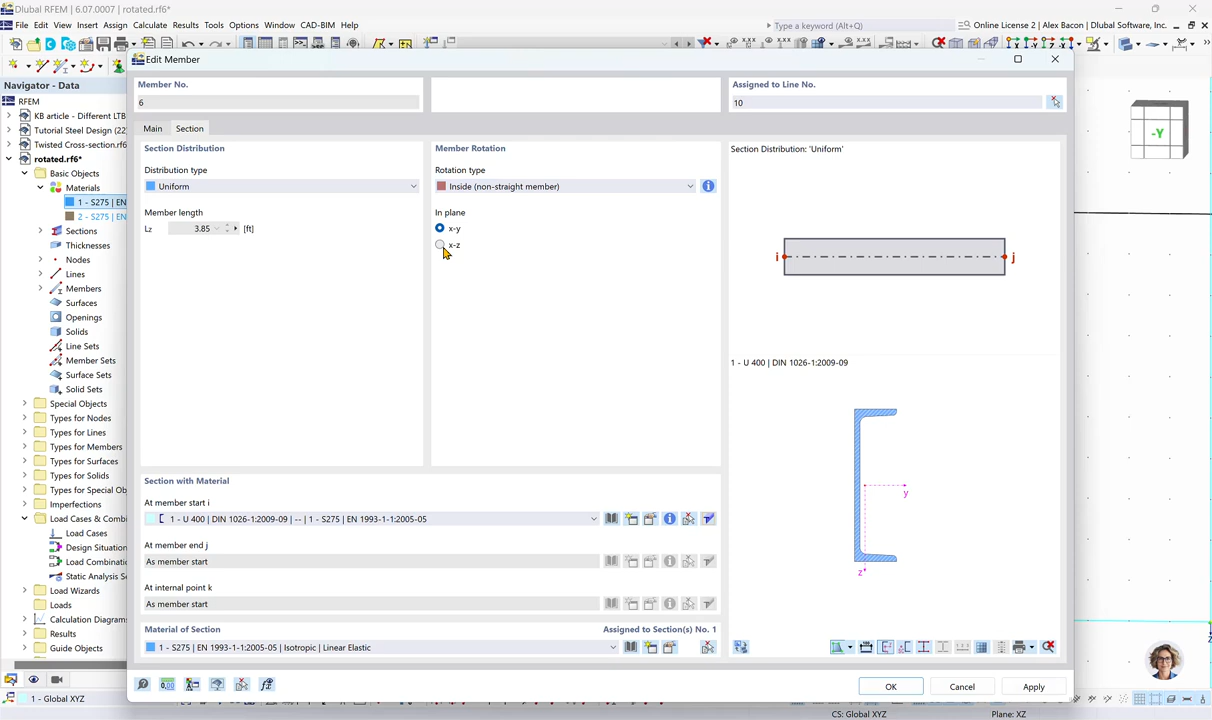 Dlubal RFEM | 6.07.0007 | rotated.rf6*
File Edit View Insert Assign Calculate Results Tools Options Window CAD-BIM Help
Type a keyword (Alt+Q)
Online License 2 | Alex Bacon | Dlubal Software, Inc.
Navigator - Data
RFEM
KB article - Different LTB
Tutorial Steel Design (22
Twisted Cross-section.rf6
rotated.rf6*
Basic Objects
Materials
1 - S275 | EN
2 - S275 | EN
Sections
Thicknesses
Nodes
Lines
Members
Surfaces
Openings
Solids
Line Sets
Member Sets
Surface Sets
Solid Sets
Special Objects
Types for Nodes
Types for Lines
Types for Members
Types for Surfaces
Types for Solids
Types for Special Ob
Imperfections
Load Cases & Combi
Load Cases
Design Situation
Load Combinatio
Static Analysis Se
Load Wizards
Loads
Calculation Diagrams
Results
Guide Objects
1 - Global XYZ
Edit Member
Member No.
6
Assigned to Line No.
10
Main Section
Section Distribution
Distribution type
Uniform
Member length
Lz 3.85 [ft]
Member Rotation
Rotation type
Inside (non-straight member)
In plane
x-y
x-z
Section Distribution: 'Uniform'
i
j
1 - U 400 | DIN 1026-1:2009-09
y
z
Section with Material
At member start i
1 - U 400 | DIN 1026-1:2009-09 | -- | 1 - S275 | EN 1993-1-1:2005-05
At member end j
As member start
At internal point k
As member start
Material of Section
Assigned to Section(s) No. 1
1 - S275 | EN 1993-1-1:2005-05 | Isotropic | Linear Elastic
OK
Cancel
Apply
-Y
CS: Global XYZ
Plane: XZ